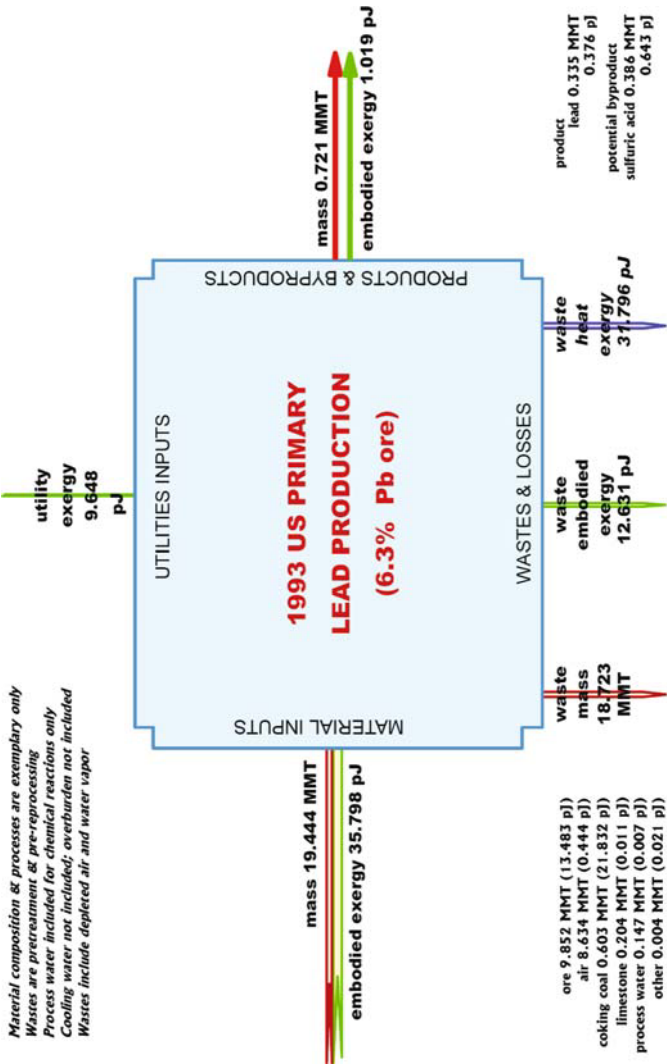 Material composition & processes are exemplary only
Wastes are pretreatment & pre-reprocessing
Process water included for chemical reactions only
Cooling water not included; overburden not included
Wastes include depleted air and water vapor
utility
exergy
9.648
pJ
UTILITIES INPUTS
mass 19.444 MMT
embodied exergy 35.798 pJ
MATERIAL INPUTS
1993 US PRIMARY
LEAD PRODUCTION
(6.3% Pb ore)
PRODUCTS & BYPRODUCTS
mass 0.721 MMT
embodied exergy 1.019 pJ
WASTES & LOSSES
waste
mass
18.723
MMT
waste
embodied
exergy
12.631 pJ
waste
heat
exergy
31.796 pJ
ore 9.852 MMT (13.483 pJ)
air 8.634 MMT (0.444 pJ)
coking coal 0.603 MMT (21.832 pJ)
limestone 0.204 MMT (0.011 pJ)
process water 0.147 MMT (0.007 pJ)
other 0.004 MMT (0.021 pJ)
product
lead 0.335 MMT
0.376 pJ
potential byproduct
sulfuric acid 0.386 MMT
0.643 pJ